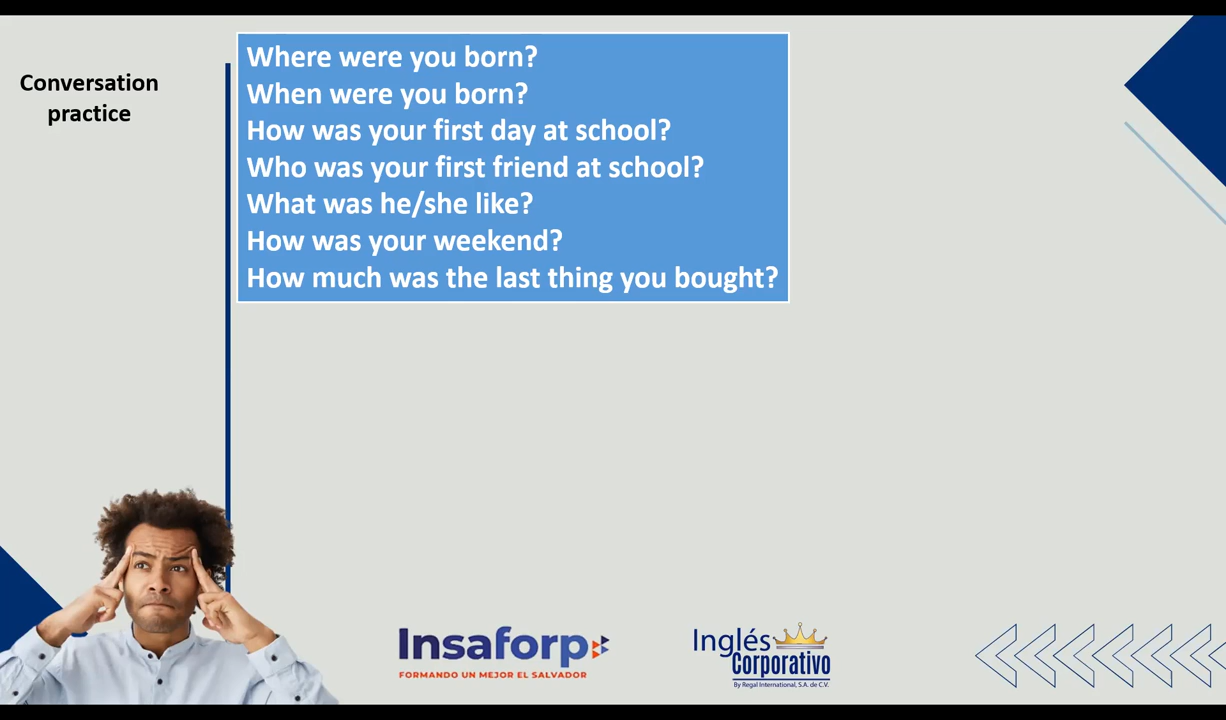 Conversation
practice
Where were you born?
When were you born?
How was your first day at school?
Who was your first friend at school?
What was he/she like?
How was your weekend?
How much was the last thing you bought?
Insaforp
FORMANDO UN MEJOR EL SALVADOR
Inglés
Corporativo
By Regal International, S.A. de C.V.